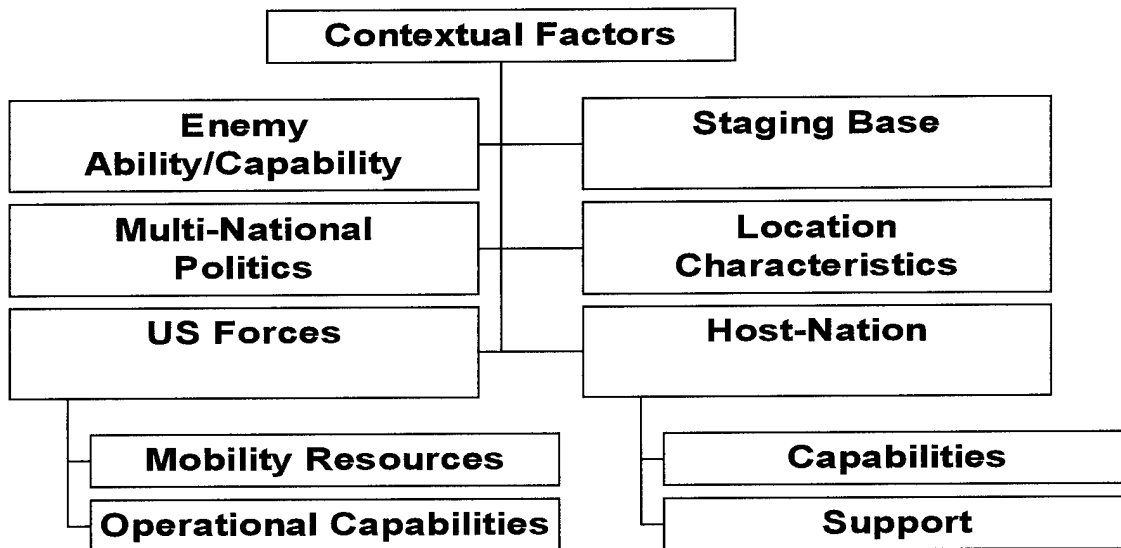 Contextual Factors
Enemy
Ability/Capability
Staging Base
Multi-National
Politics
Location
Characteristics
US Forces
Host-Nation
Mobility Resources
Capabilities
Operational Capabilities
Support